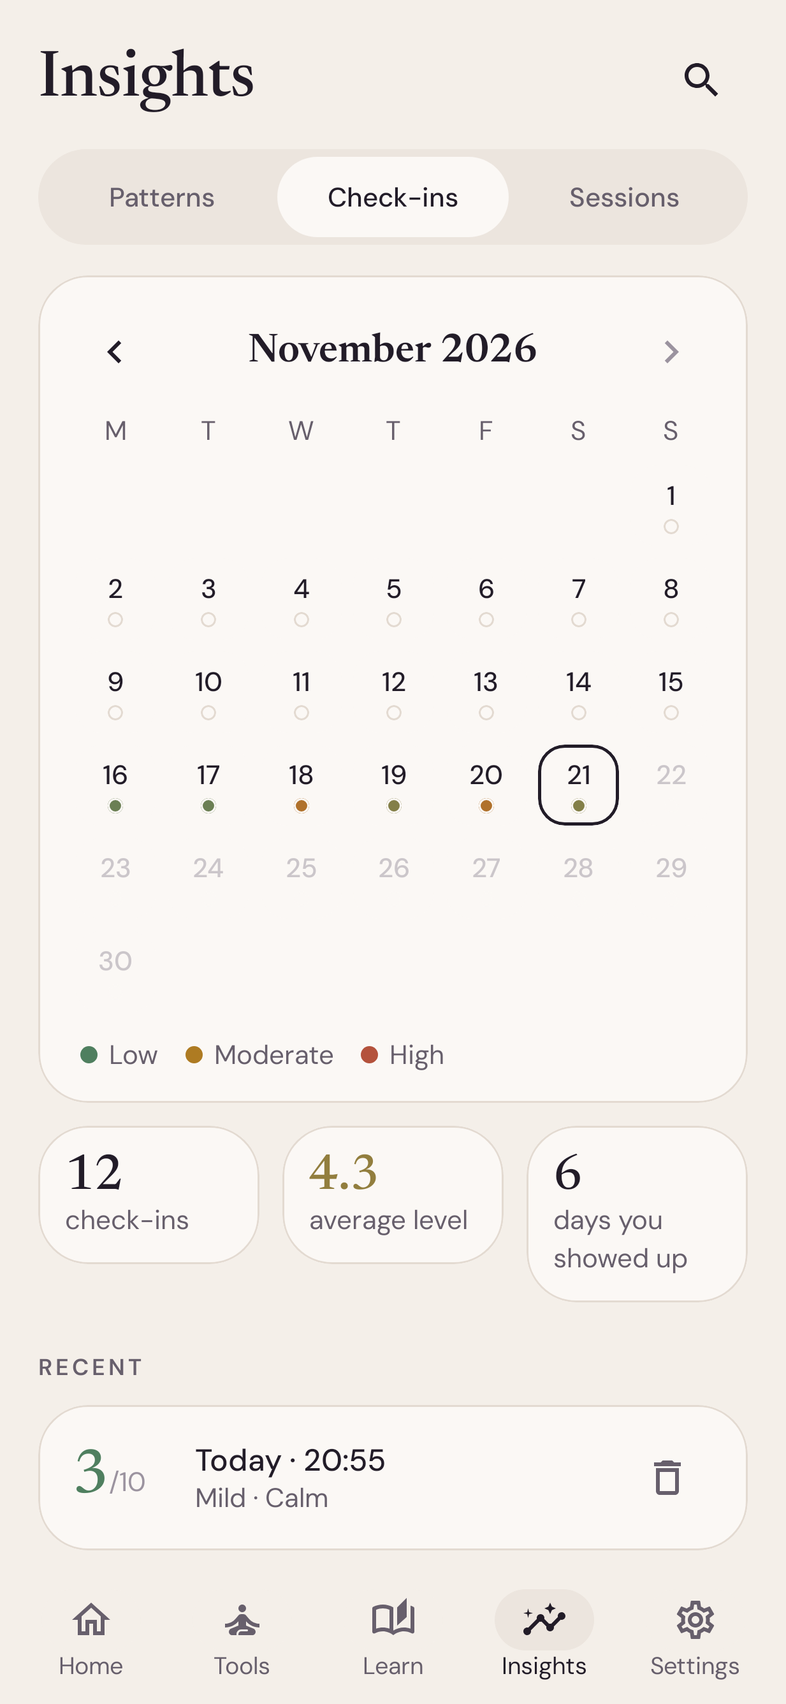 Insights
Patterns Check-ins Sessions
November 2026
M T W T F S S
1
2 3 4 5 6 7 8
9 10 11 12 13 14 15
16 17 18 19 20 21 22
23 24 25 26 27 28 29
30
Low Moderate High
12 4.3 6
check-ins average level days you
showed up
RECENT
3/10 Today · 20:55
Mild · Calm
Home Tools Learn Insights Settings